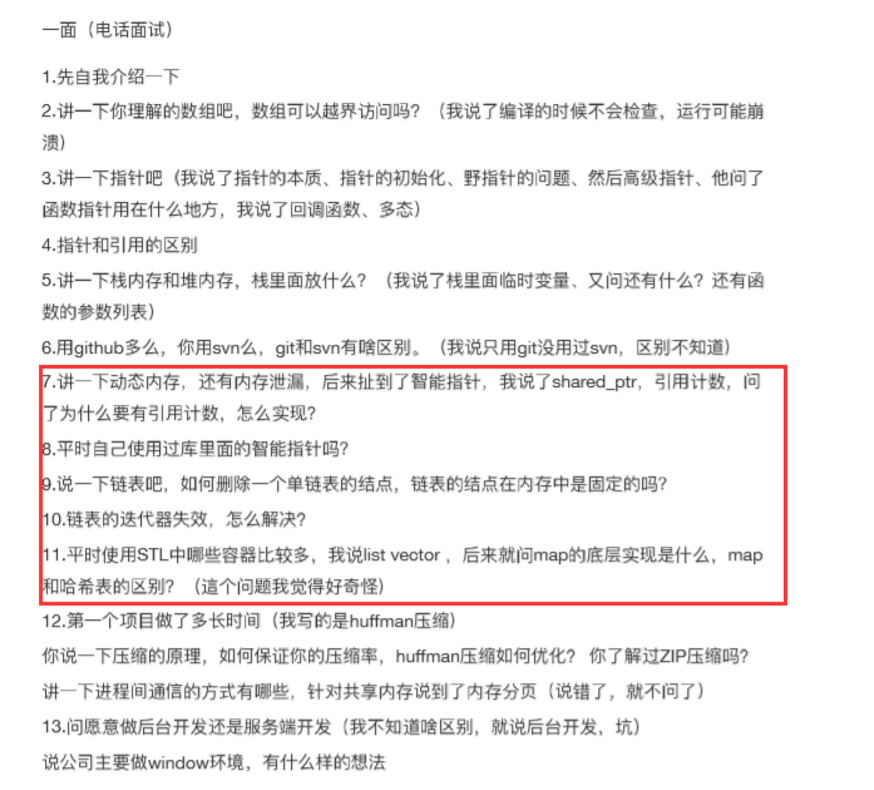 一面（电话面试）
1.先自我介绍一下
2.讲一下你理解的数组吧，数组可以越界访问吗？（我说了编译的时候不会检查，运行可能崩
溃）
3.讲一下指针吧（我说了指针的本质、指针的初始化、野指针的问题、然后高级指针、他问了
函数指针用在什么地方，我说了回调函数、多态）
4.指针和引用的区别
5.讲一下栈内存和堆内存，栈里面放什么？（我说了栈里面临时变量、又问还有什么？还有函
数的参数列表）
6.用github多么，你用svn么，git和svn有啥区别。（我说只用git没用过svn，区别不知道）
7.讲一下动态内存，还有内存泄漏，后来扯到了智能指针，我说了shared_ptr，引用计数，问
了为什么要有引用计数，怎么实现？
8.平时自己使用过库里面的智能指针吗？
9.说一下链表吧，如何删除一个单链表的结点，链表的结点在内存中是固定的吗？
10.链表的迭代器失效，怎么解决？
11.平时使用STL中哪些容器比较多，我说list vector ，后来就问map的底层实现是什么，map
和哈希表的区别？（這个问题我觉得好奇怪）
12.第一个项目做了多长时间（我写的是huffman压缩）
你说一下压缩的原理，如何保证你的压缩率，huffman压缩如何优化？ 你了解过ZIP压缩吗？
讲一下进程间通信的方式有哪些，针对共享内存说到了内存分页（说错了，就不问了）
13.问愿意做后台开发还是服务端开发（我不知道啥区别，就说后台开发，坑）
说公司主要做window环境，有什么样的想法